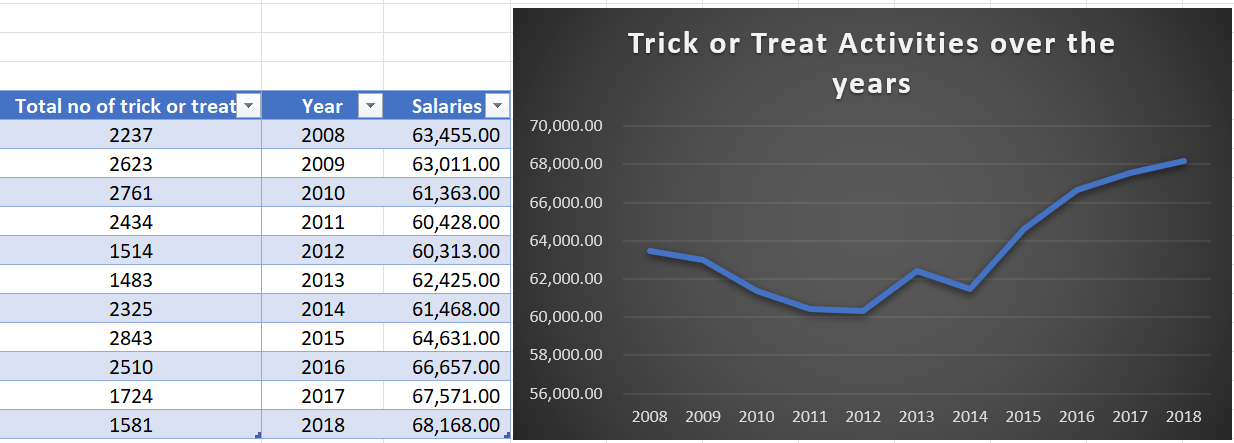 Total no of trick or treat Year Salaries
2237 2008 63,455.00
2623 2009 63,011.00
2761 2010 61,363.00
2434 2011 60,428.00
1514 2012 60,313.00
1483 2013 62,425.00
2325 2014 61,468.00
2843 2015 64,631.00
2510 2016 66,657.00
1724 2017 67,571.00
1581 2018 68,168.00
Trick or Treat Activities over the
years
70,000.00
68,000.00
66,000.00
64,000.00
62,000.00
60,000.00
58,000.00
56,000.00
2008 2009 2010 2011 2012 2013 2014 2015 2016 2017 2018